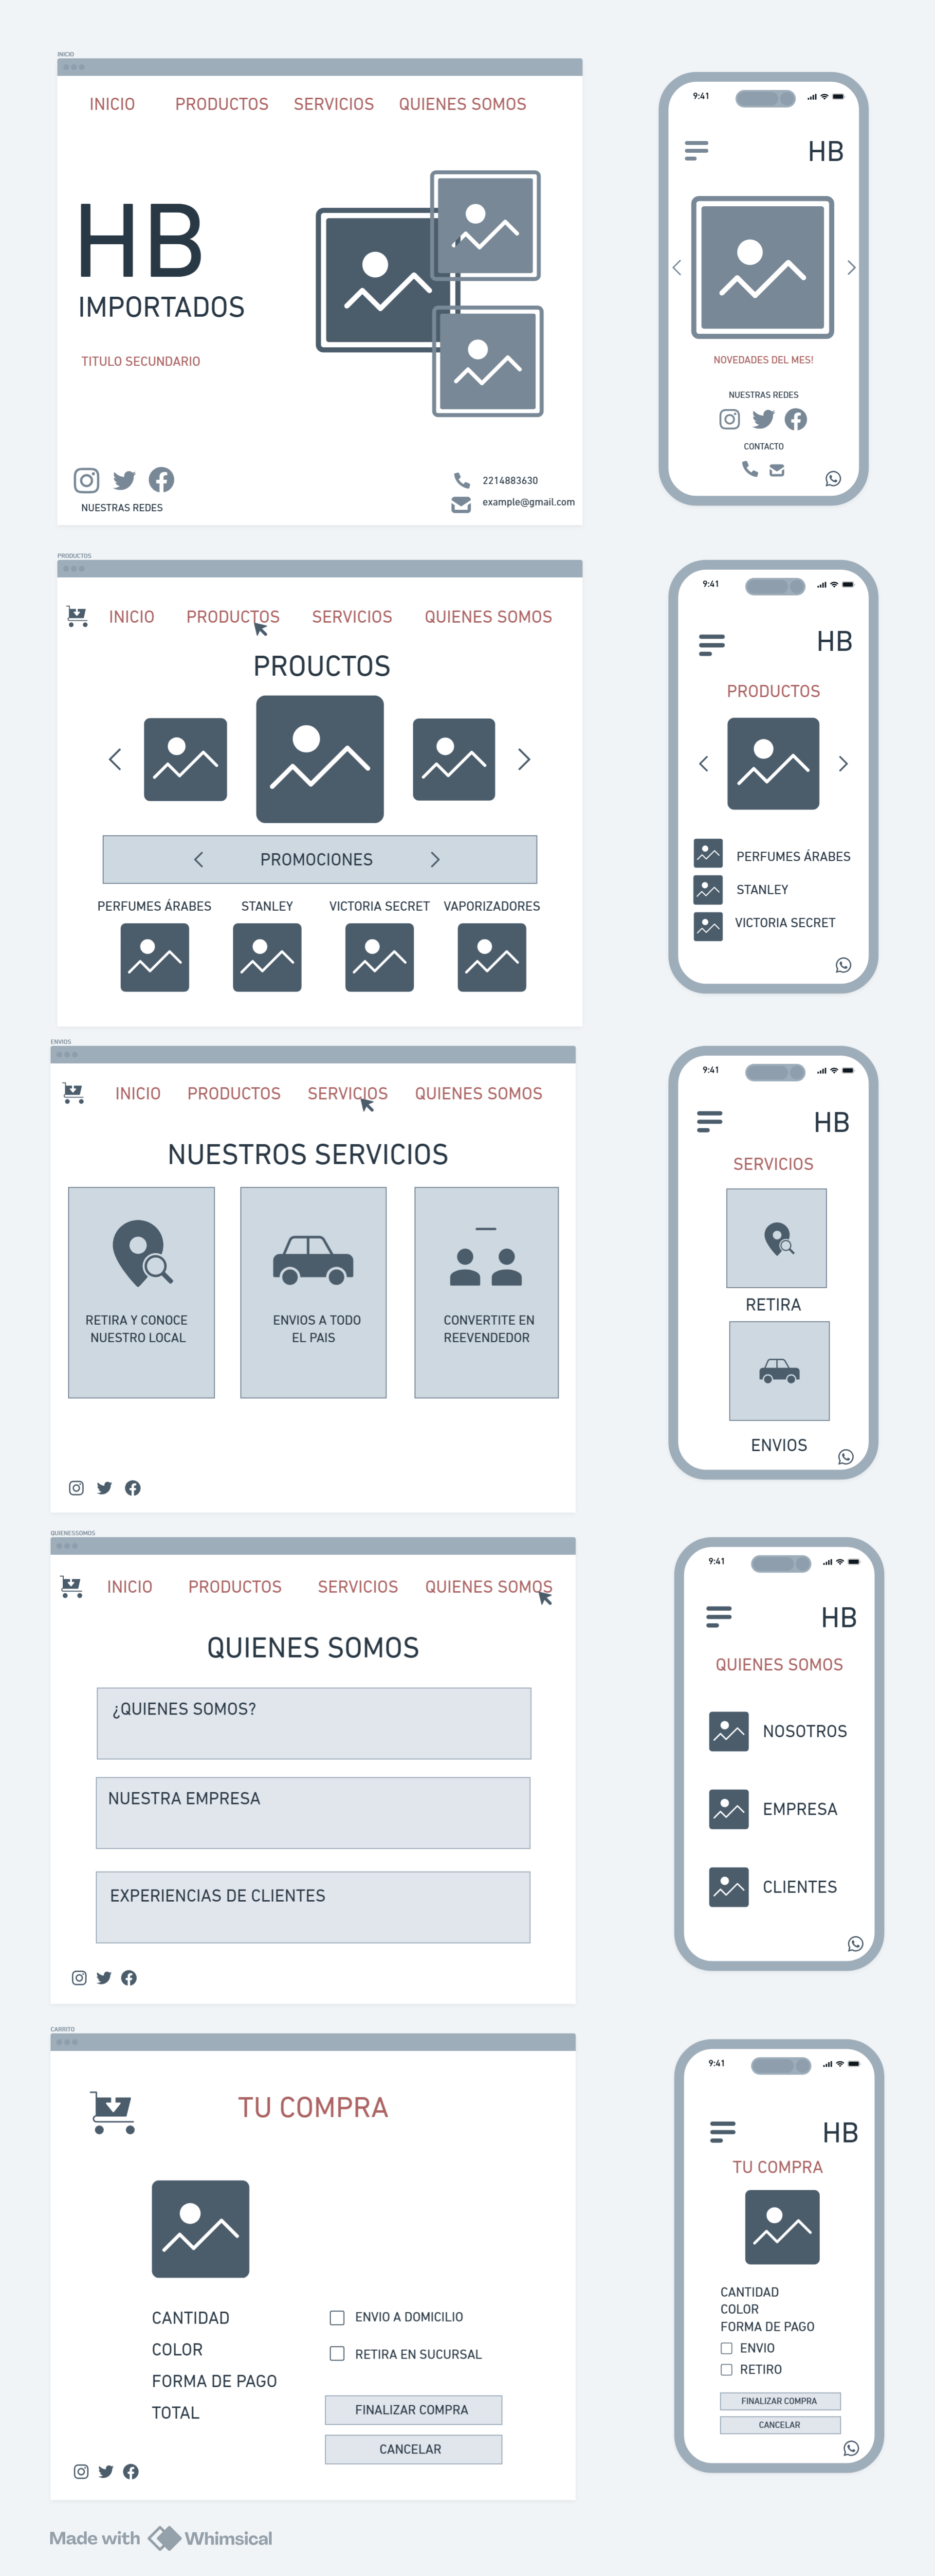 INICIO
INICIO PRODUCTOS SERVICIOS QUIENES SOMOS
HB
IMPORTADOS
TITULO SECUNDARIO
NUESTRAS REDES
2214883630
example@gmail.com
9:41
HB
NOVEDADES DEL MES!
NUESTRAS REDES
CONTACTO
PRODUCTOS
INICIO PRODUCTOS SERVICIOS QUIENES SOMOS
PROUCTOS
PROMOCIONES
PERFUMES ÁRABES STANLEY VICTORIA SECRET VAPORIZADORES
9:41
HB
PRODUCTOS
PERFUMES ÁRABES
STANLEY
VICTORIA SECRET
ENVIOS
INICIO PRODUCTOS SERVICIOS QUIENES SOMOS
NUESTROS SERVICIOS
RETIRA Y CONOCE
NUESTRO LOCAL
ENVIOS A TODO
EL PAIS
CONVERTITE EN
REEVENDEDOR
9:41
HB
SERVICIOS
RETIRA
ENVIOS
QUIENESSOMOS
INICIO PRODUCTOS SERVICIOS QUIENES SOMOS
QUIENES SOMOS
¿QUIENES SOMOS?
NUESTRA EMPRESA
EXPERIENCIAS DE CLIENTES
9:41
HB
QUIENES SOMOS
NOSOTROS
EMPRESA
CLIENTES
CARRITO
TU COMPRA
CANTIDAD
COLOR
FORMA DE PAGO
TOTAL
ENVIO A DOMICILIO
RETIRA EN SUCURSAL
FINALIZAR COMPRA
CANCELAR
9:41
HB
TU COMPRA
CANTIDAD
COLOR
FORMA DE PAGO
ENVIO
RETIRO
FINALIZAR COMPRA
CANCELAR
Made with Whimsical